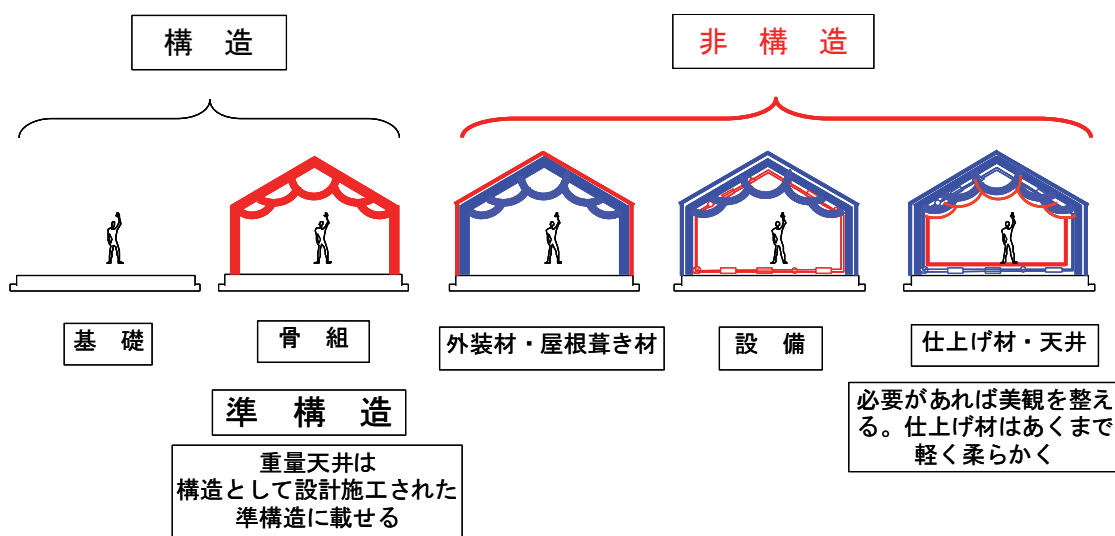 構 造
非 構 造
基 礎
骨 組
外装材・屋根葺き材
設 備
仕上げ材・天井
準 構 造
重量天井は
構造として設計施工された
準構造に載せる
必要があれば美観を整え
る。仕上げ材はあくまで
軽く柔らかく